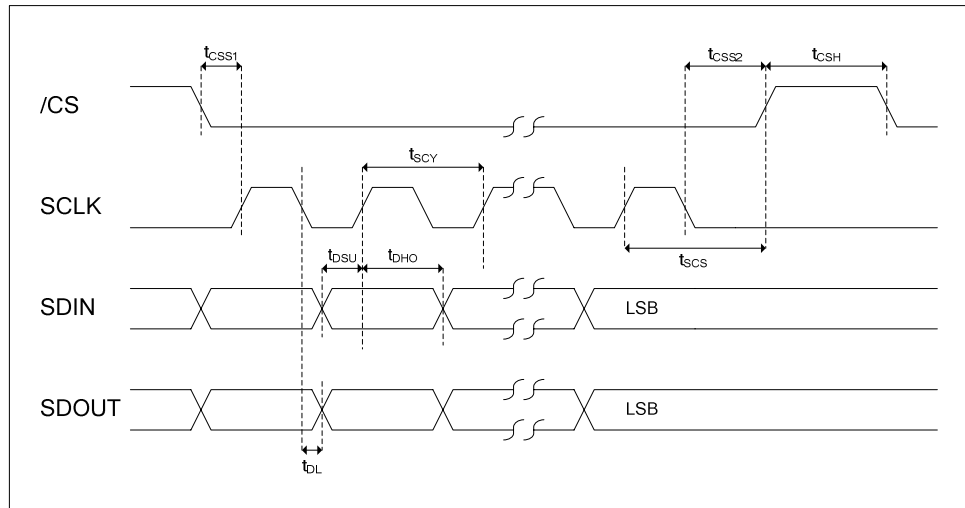 tCSS1
tCSS2
tCSH
/CS
tSCY
SCLK
tSCS
tDSU
tDHO
SDIN
LSB
SDOUT
LSB
tDL